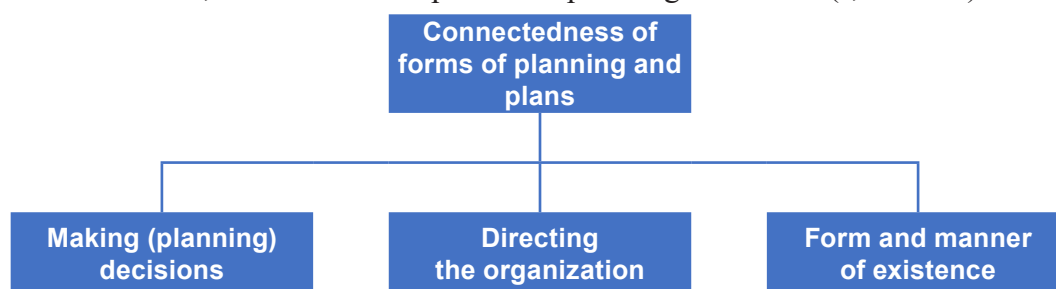 Connectedness of
forms of planning and
plans
Making (planning)
decisions
Directing
the organization
Form and manner
of existence